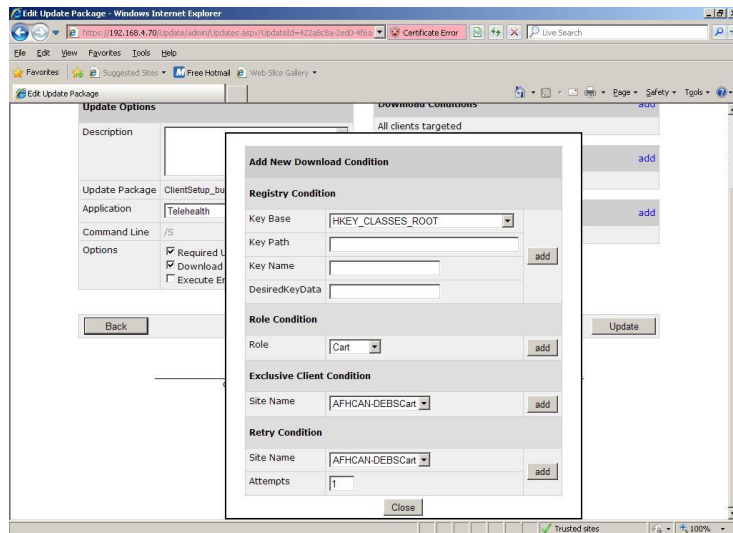 Edit Update Package - Windows Internet Explorer
https://192.168.4.70/Update/admin/Updates.aspx?UpdateId=422a8c8a-2ed0-4f6a- Certificate Error Live Search
File Edit View Favorites Tools Help
Favorites Suggested Sites Free Hotmail Web Slice Gallery
Edit Update Package Page Safety Tools
Update Options Download Conditions add
Description All clients targeted
add
Update Package ClientSetup_bu
Application Telehealth add
Command Line /S
Options Required U
Download
Execute Er
Back Update
Add New Download Condition
Registry Condition
Key Base HKEY_CLASSES_ROOT
Key Path
Key Name
DesiredKeyData
add
Role Condition
Role Cart add
Exclusive Client Condition
Site Name AFHCAN-DEBSCart add
Retry Condition
Site Name AFHCAN-DEBSCart
Attempts 1
add
Close
Trusted sites 100%